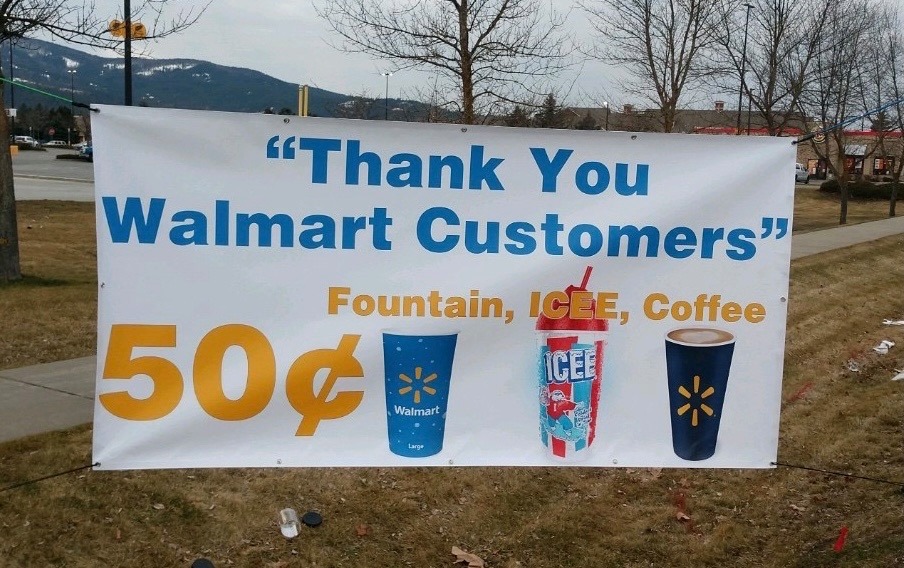 “Thank You
Walmart Customers”
Fountain, ICEE, Coffee
50¢
Walmart
Large
ICEE